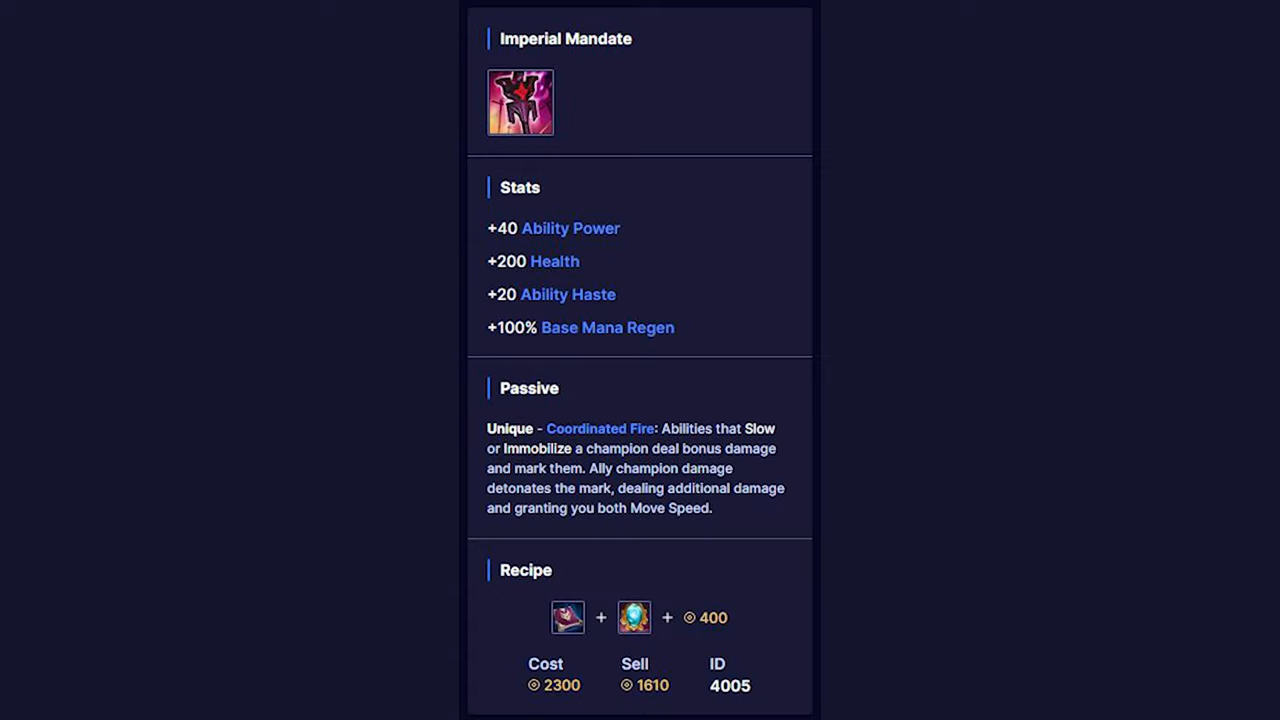 Imperial Mandate
Stats
+40 Ability Power
+200 Health
+20 Ability Haste
+100% Base Mana Regen
Passive
Unique - Coordinated Fire: Abilities that Slow
or Immobilize a champion deal bonus damage
and mark them. Ally champion damage
detonates the mark, dealing additional damage
and granting you both Move Speed.
Recipe
+ + 400
Cost Sell ID
2300 1610 4005